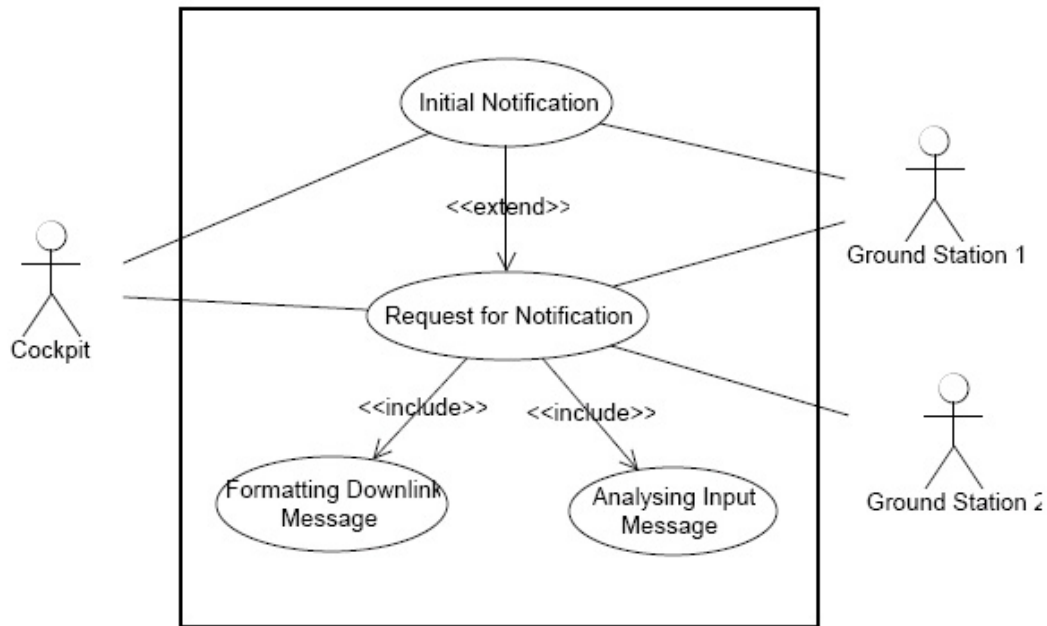 Initial Notification
<<extend>>
Ground Station 1
Request for Notification
Cockpit
<<include>> <<include>>
Formatting Downlink
Message
Analysing Input
Message
Ground Station 2